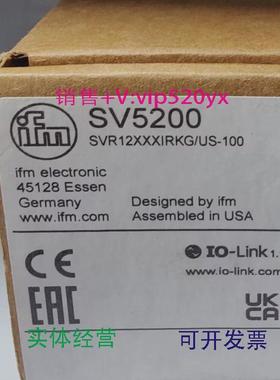 销售+V:vip520yx
ifm
SV5200
SVR12XXXIRKG/US-100
ifm electronic
45128 Essen
Germany
www.ifm.com
Designed by ifm
Assembled in USA
CE
IO-Link 1.
www.io-link.com
EAC
UK
CA
实体经营
可开发票